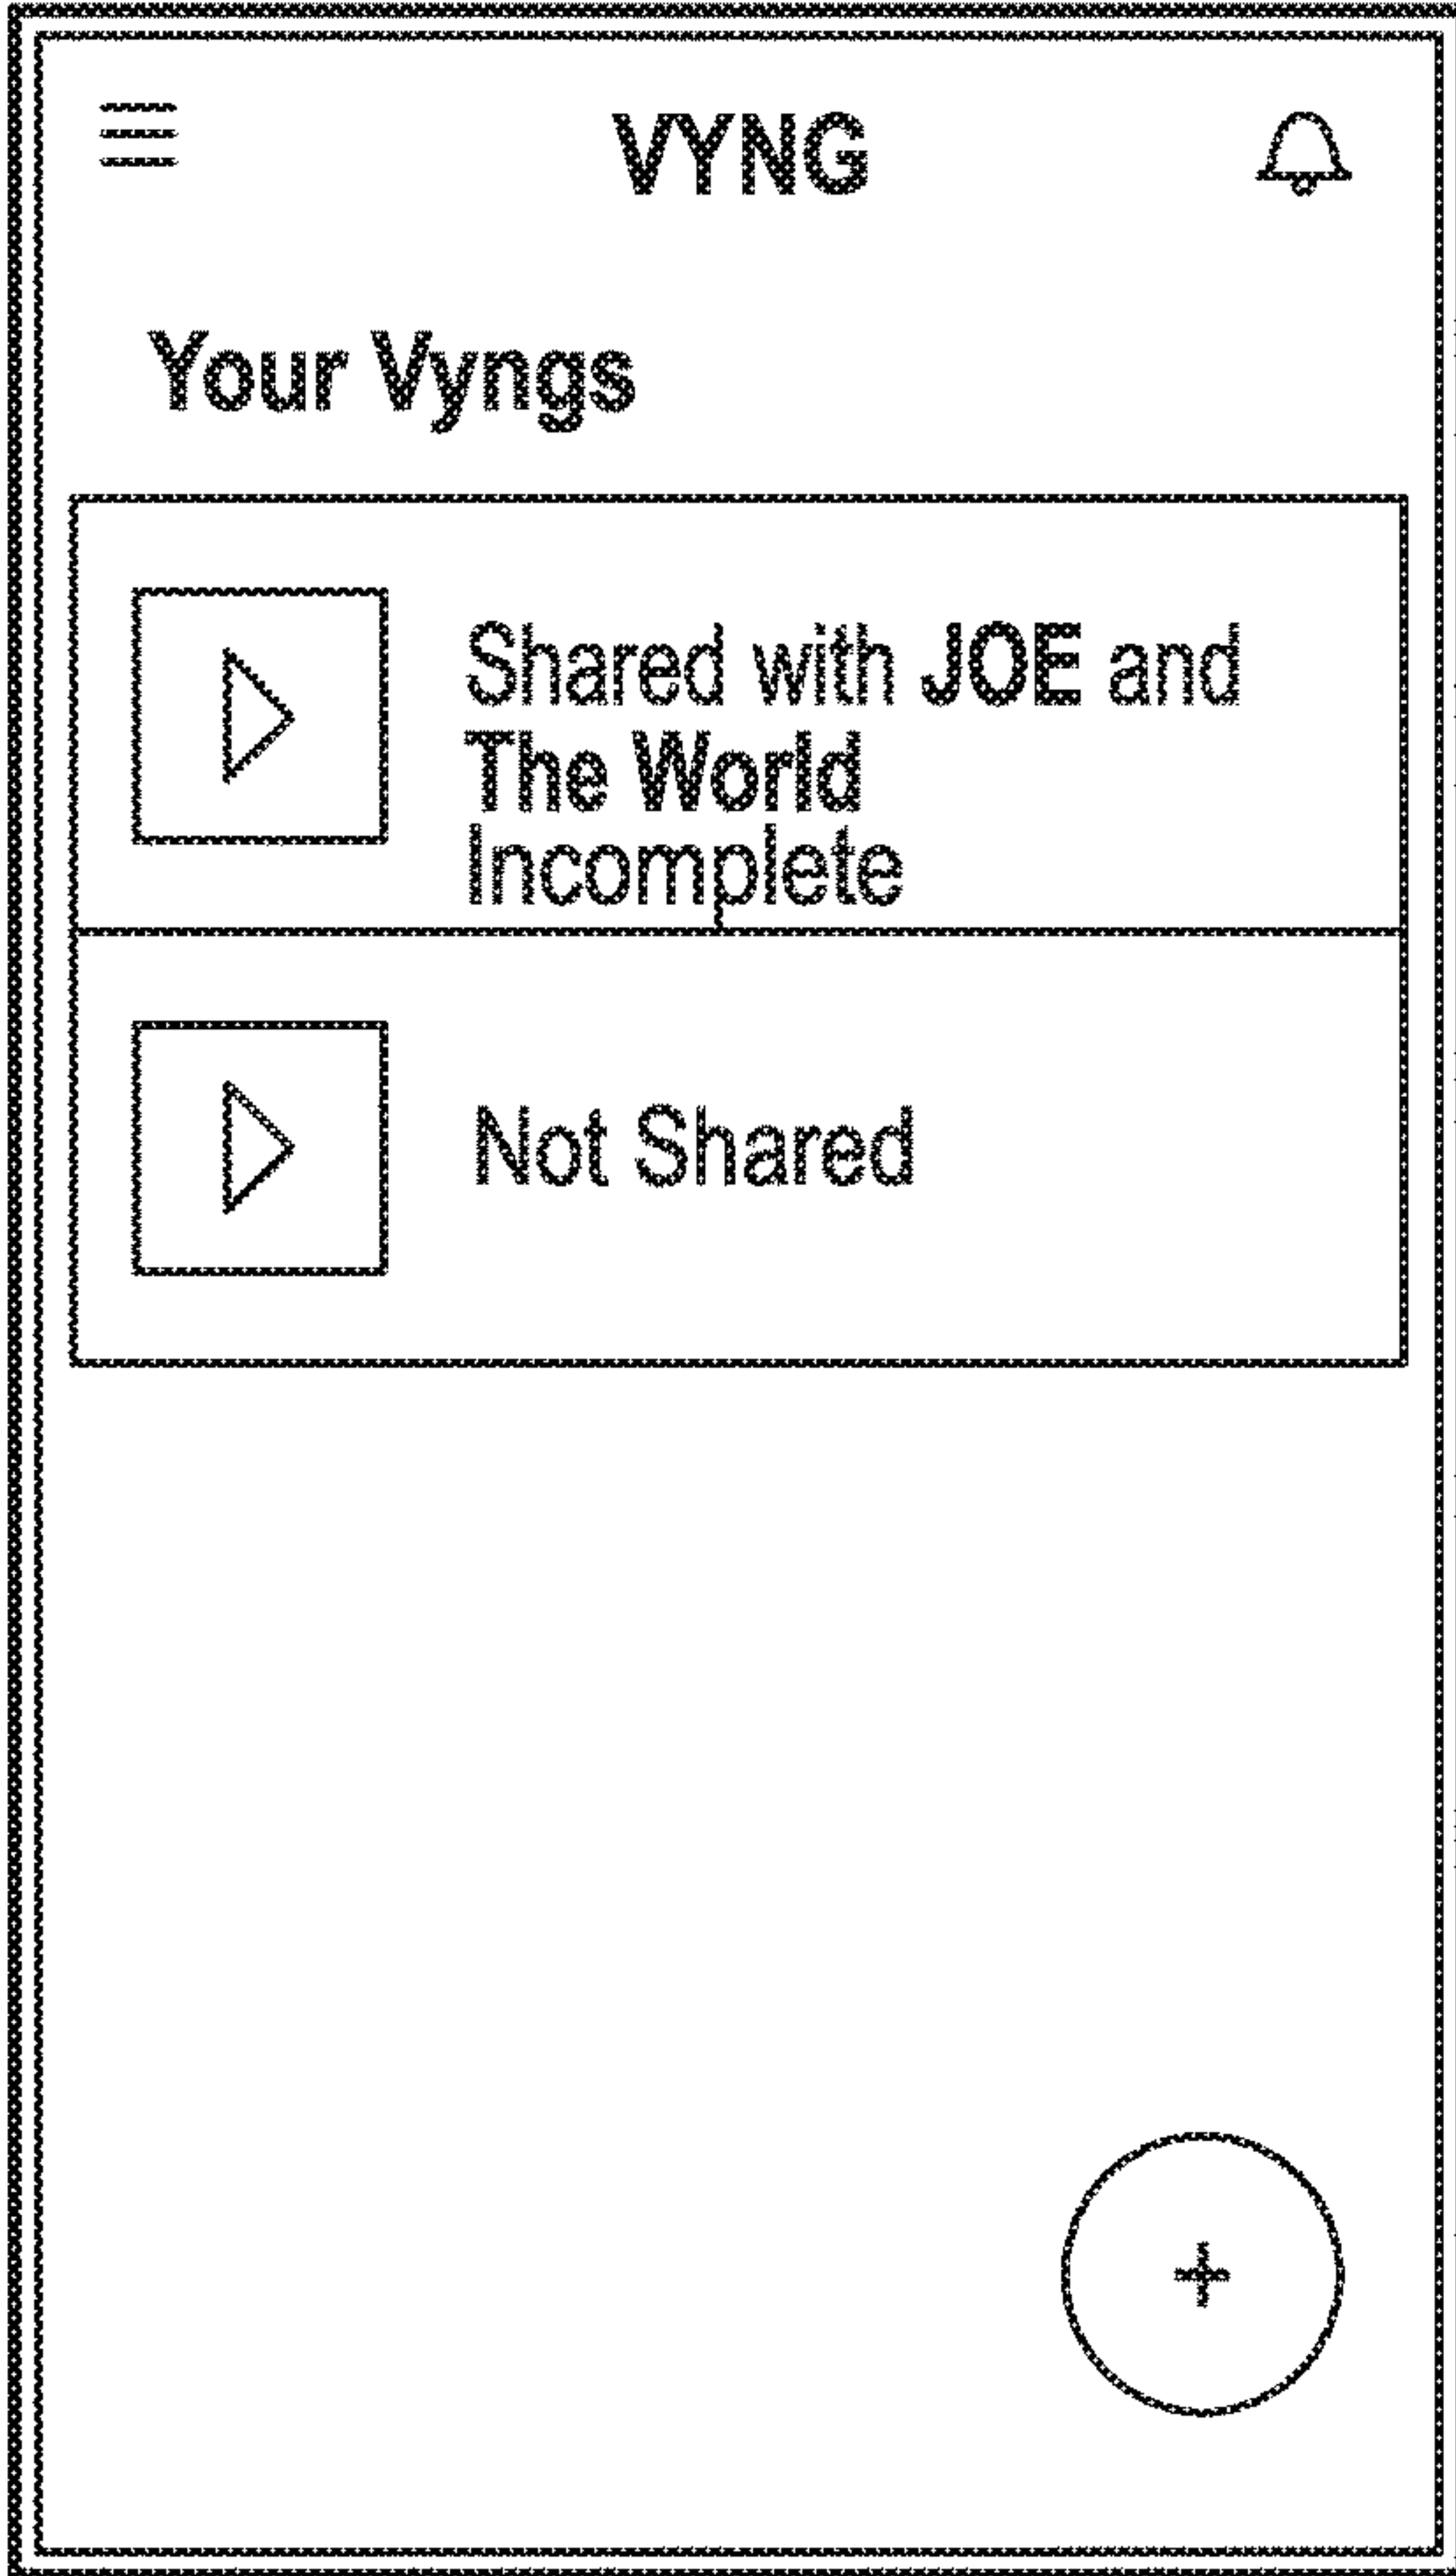 VYNG
Your Vyngs
Shared with JOE and
The World
Incomplete
Not Shared
+